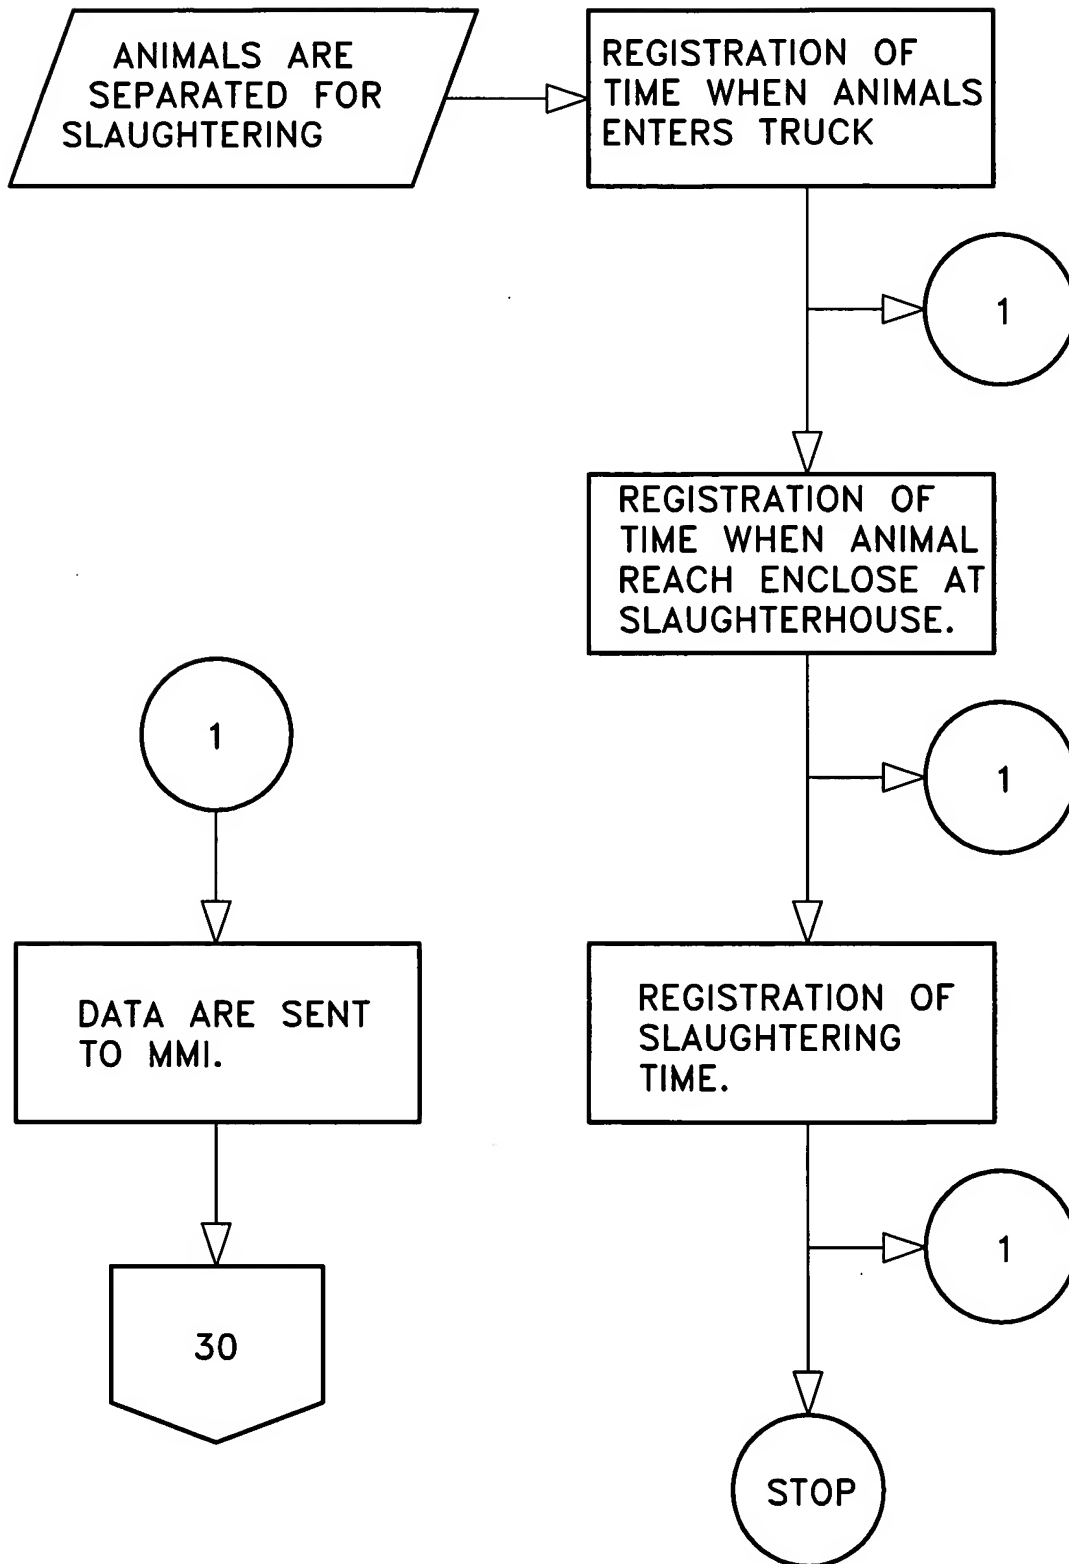 ANIMALS ARE
SEPARATED FOR
SLAUGHTERING
REGISTRATION OF
TIME WHEN ANIMALS
ENTERS TRUCK
1
REGISTRATION OF
TIME WHEN ANIMAL
REACH ENCLOSE AT
SLAUGHTERHOUSE.
1
1
DATA ARE SENT
TO MMI.
REGISTRATION OF
SLAUGHTERING
TIME.
1
30
STOP